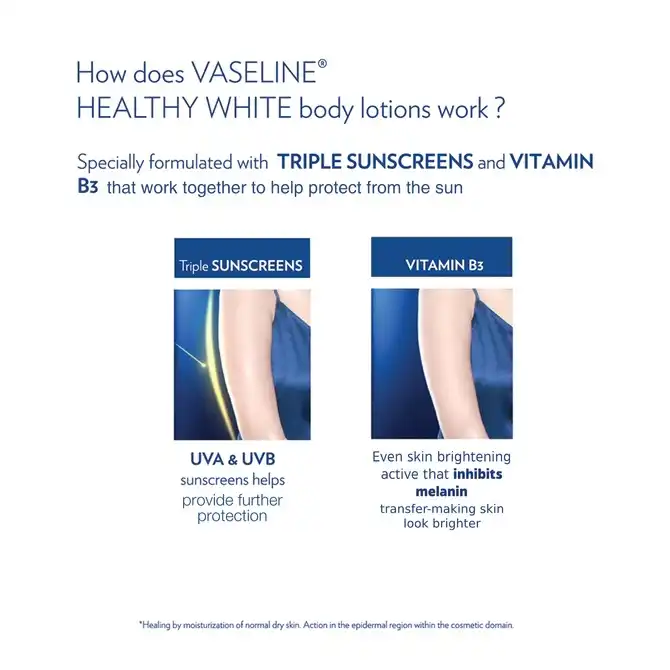 How does VASELINE®
HEALTHY WHITE body lotions work ?
Specially formulated with TRIPLE SUNSCREENS and VITAMIN
B3 that work together to help protect from the sun
Triple SUNSCREENS
UVA & UVB
sunscreens helps
provide further
protection
VITAMIN B3
Even skin brightening
active that inhibits
melanin
transfer-making skin
look brighter
*Healing by moisturization of normal dry skin. Action in the epidermal region within the cosmetic domain.